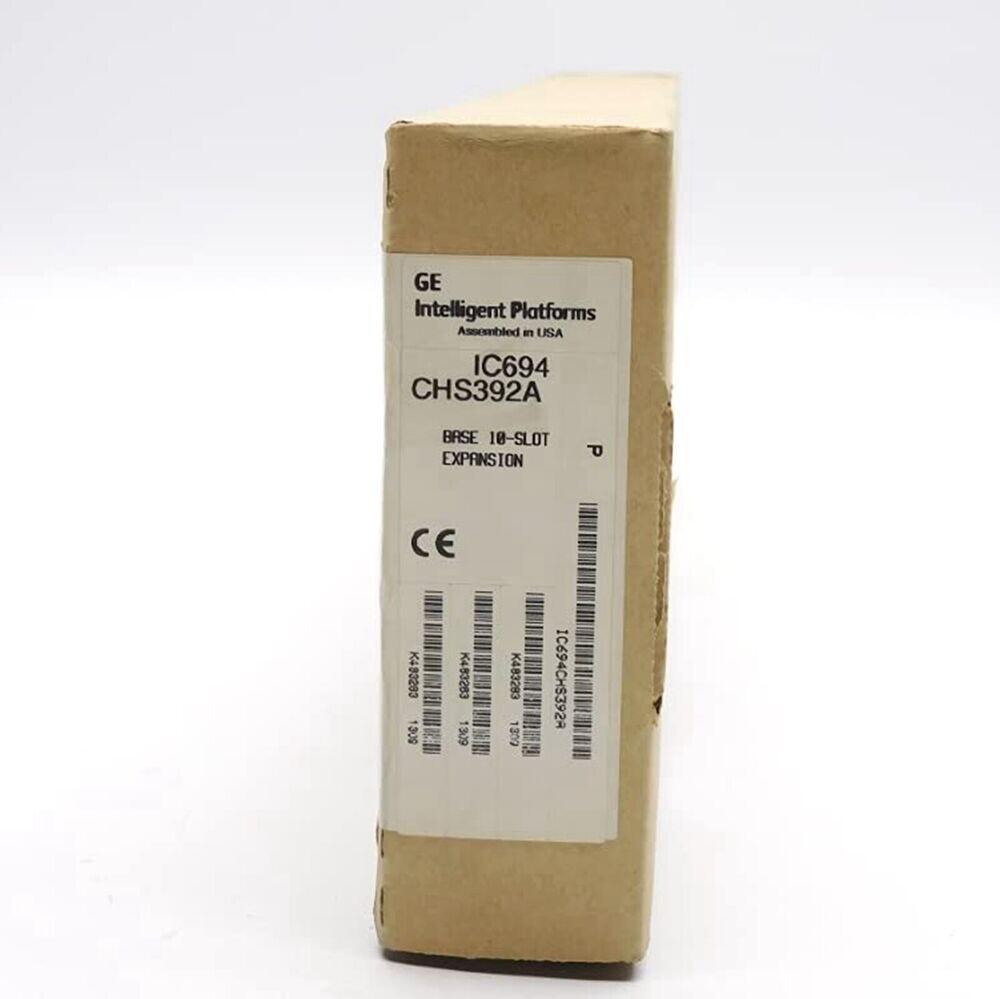 GE
Intelligent Platforms
Assembled in USA
IC694
CHS392A
BASE 10-SLOT
EXPANSION
P
CE
IC694CHS392A
K483283 1309
K483283 1309
K483283 1309